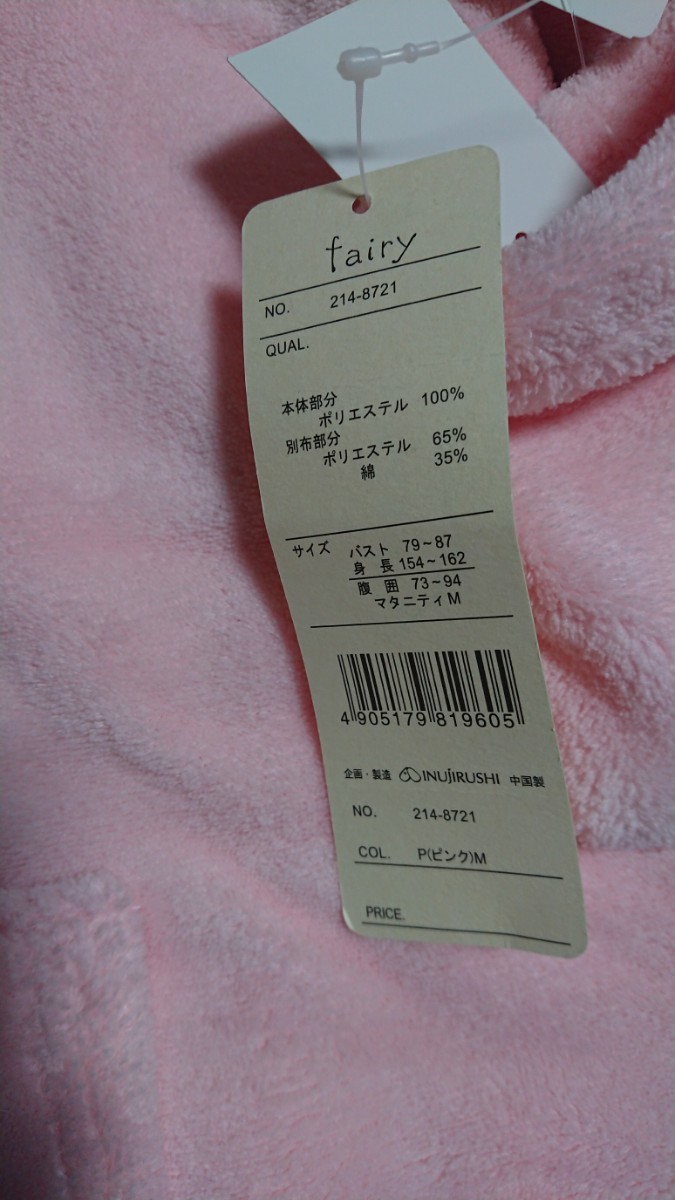 fairy
NO. 214-8721
QUAL.
本体部分
ポリエステル 100%
別布部分
ポリエステル 65%
綿 35%
サイズ バスト 79~87
身 長 154~162
腹 囲 73~94
マタニティM
4 905179 819605
企画・製造 INUJIRUSHI 中国製
NO. 214-8721
COL. P(ピンク)M
PRICE.